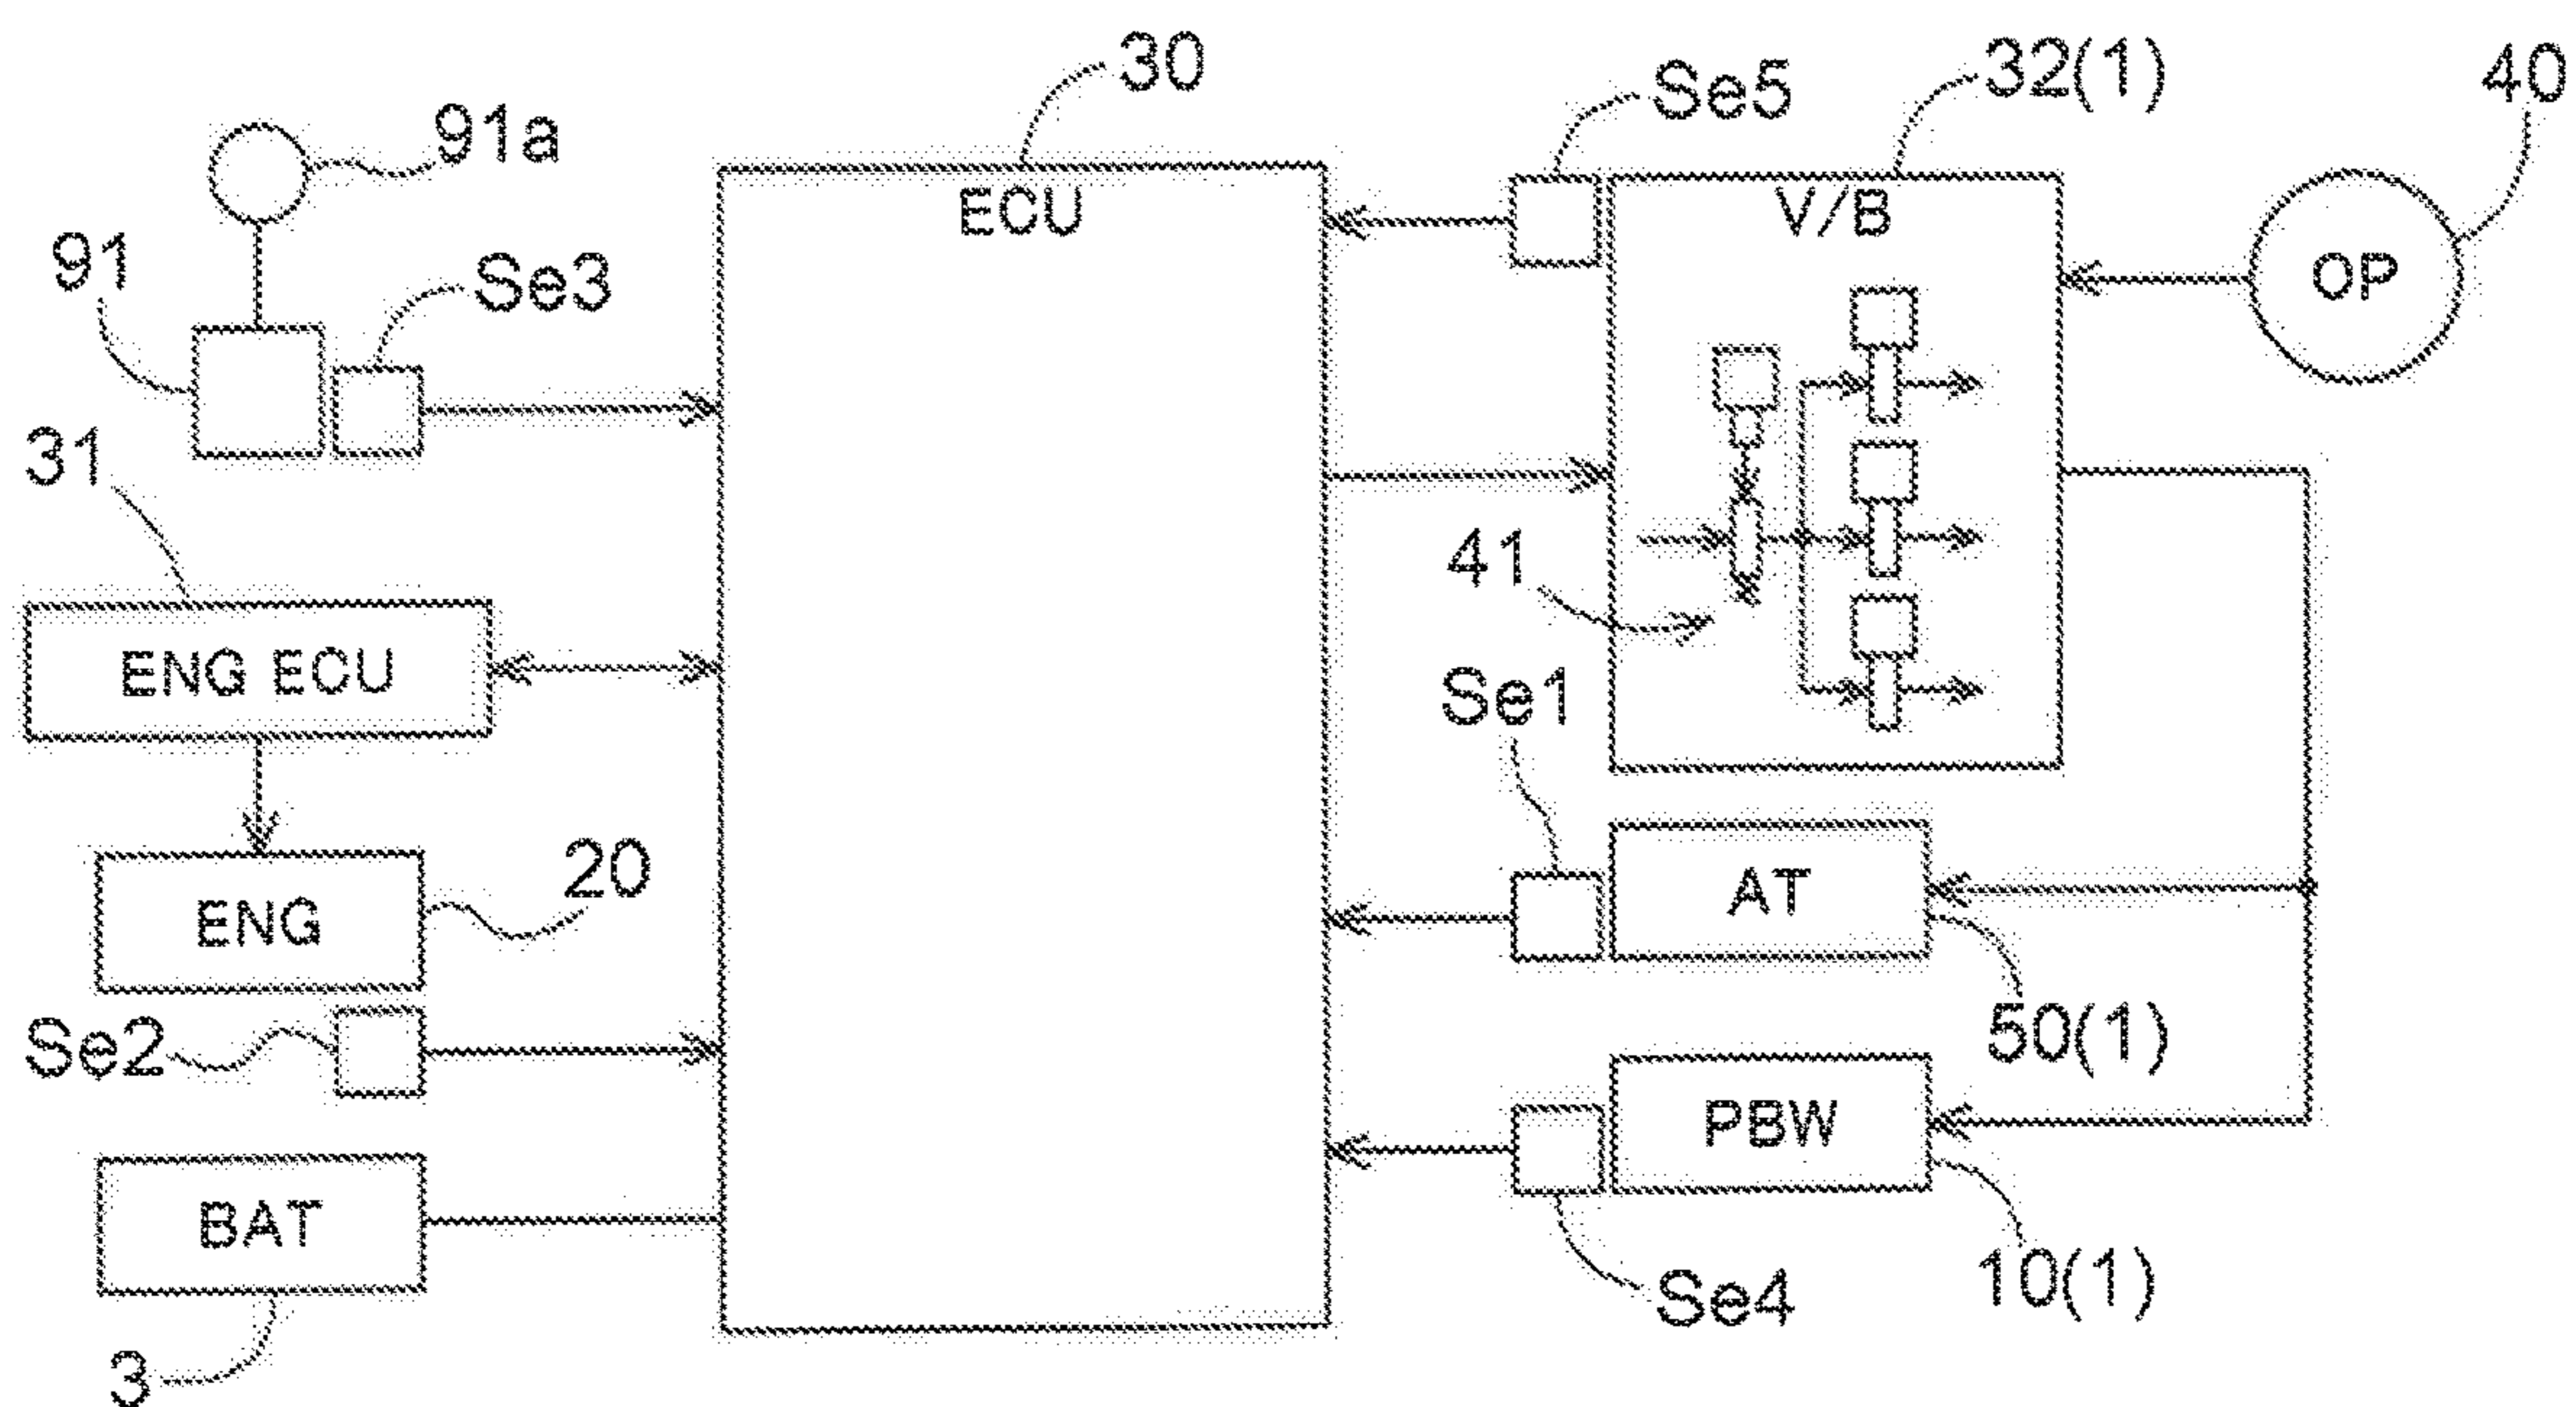 30
Se5
32(1)
40
91a
ECU
V/B
OP
91
Se3
31
41
ENG ECU
Se1
20
ENG
AT
50(1)
Se2
PBW
BAT
10(1)
Se4
3